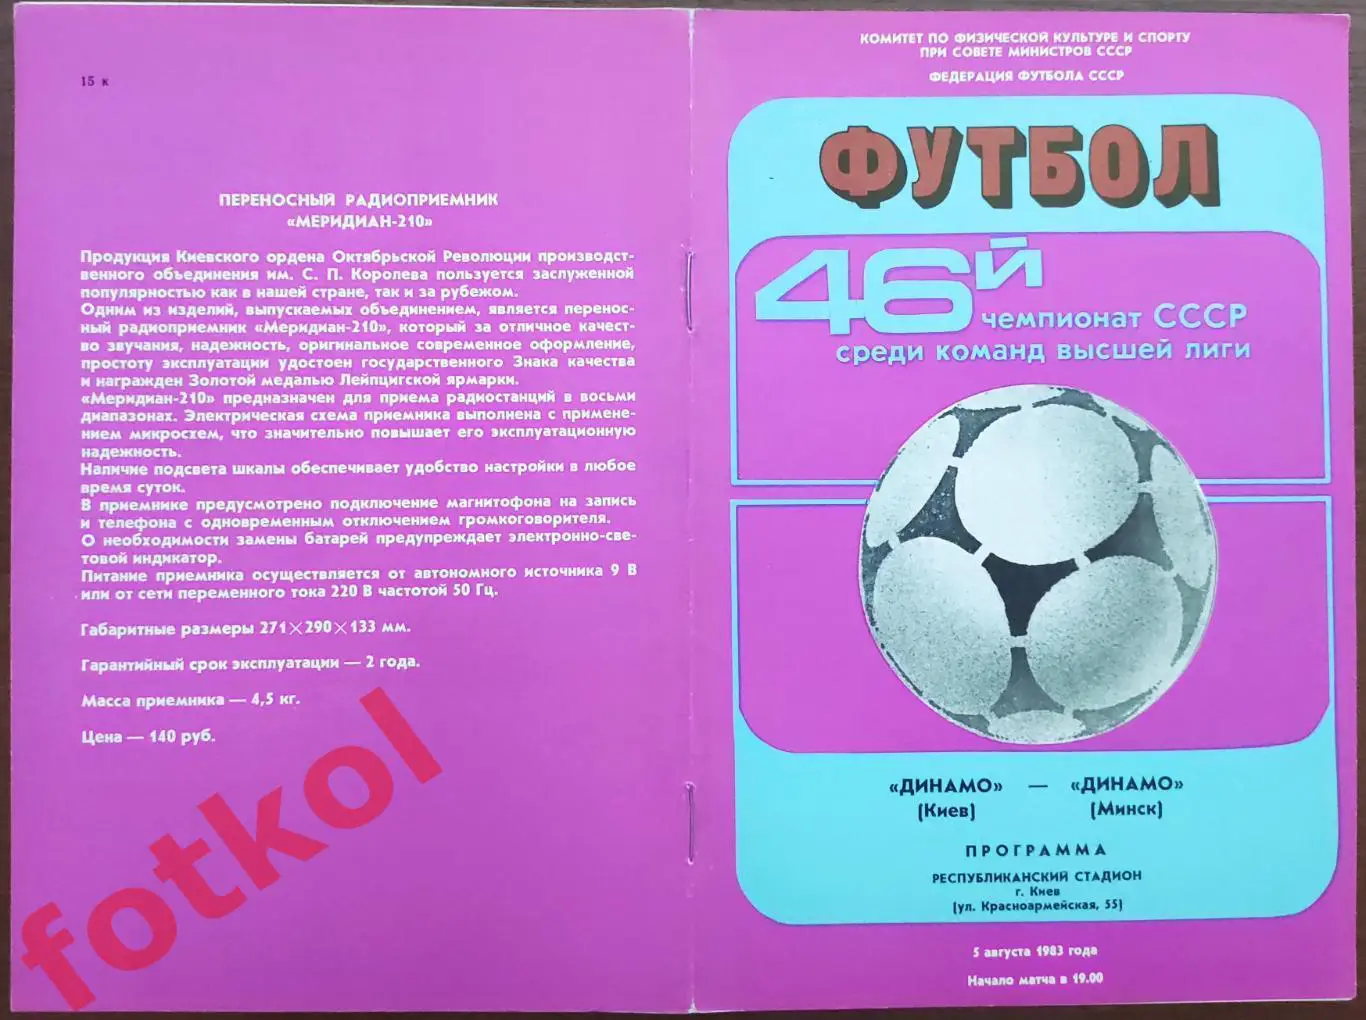 15 к
ПЕРЕНОСНЫЙ РАДИОПРИЕМНИК
«МЕРИДИАН-210»
Продукция Киевского ордена Октябрьской Революции производст-
венного объединения им. С. П. Королева пользуется заслуженной
популярностью как в нашей стране, так и за рубежом.
Одним из изделий, выпускаемых объединением, является перенос-
ный радиоприемник «Меридиан-210», который за отличное качест-
во звучания, надежность, оригинальное современное оформление,
простоту эксплуатации удостоен государственного Знака качества
и награжден Золотой медалью Лейпцигской ярмарки.
«Меридиан-210» предназначен для приема радиостанций в восьми
диапазонах. Электрическая схема приемника выполнена с примене-
нием микросхем, что значительно повышает его эксплуатационную
надежность.
Наличие подсвета шкалы обеспечивает удобство настройки в любое
время суток.
В приемнике предусмотрено подключение магнитофона на запись
и телефона с одновременным отключением громкоговорителя.
О необходимости замены батарей предупреждает электронно-све-
товой индикатор.
Питание приемника осуществляется от автономного источника 9 В
или от сети переменного тока 220 В частотой 50 Гц.
Габаритные размеры 271×290×133 мм.
Гарантийный срок эксплуатации — 2 года.
Масса приемника — 4,5 кг.
Цена — 140 руб.
fotkol
КОМИТЕТ ПО ФИЗИЧЕСКОЙ КУЛЬТУРЕ И СПОРТУ
ПРИ СОВЕТЕ МИНИСТРОВ СССР
ФЕДЕРАЦИЯ ФУТБОЛА СССР
ФУТБОЛ
46й
чемпионат СССР
среди команд высшей лиги
«ДИНАМО» — «ДИНАМО»
(Киев) (Минск)
ПРОГРАММА
РЕСПУБЛИКАНСКИЙ СТАДИОН
г. Киев
(ул. Красноармейская, 55)
5 августа 1983 года
Начало матча в 19.00